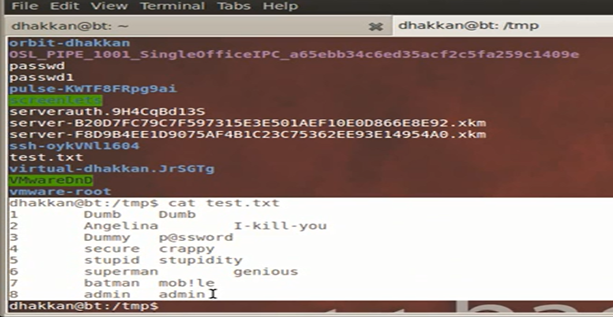 File Edit View Terminal Tabs Help
dhakkan@bt: ~ dhakkan@bt: /tmp
orbit-dhakkan
OSL_PIPE_1001_SingleOfficeIPC_a65ebb34c6ed35acf2c5fa259c1409e
passwd
passwd1
pulse-KWTF8FRpg9ai
screenlets
serverauth.9H4CqBd13S
server-B20D7FC79C7F597315E3E501AEF10E0D866E8E92.xkm
server-F8D9B4EE1D9075AF4B1C23C75362EE93E14954A0.xkm
ssh-oykVNl1604
test.txt
virtual-dhakkan.JrSGTg
VMwareDnD
vmware-root
dhakkan@bt:/tmp$ cat test.txt
1 Dumb Dumb
2 Angelina I-kill-you
3 Dummy p@ssword
4 secure crappy
5 stupid stupidity
6 superman genious
7 batman mob!le
8 admin admin
dhakkan@bt:/tmp$